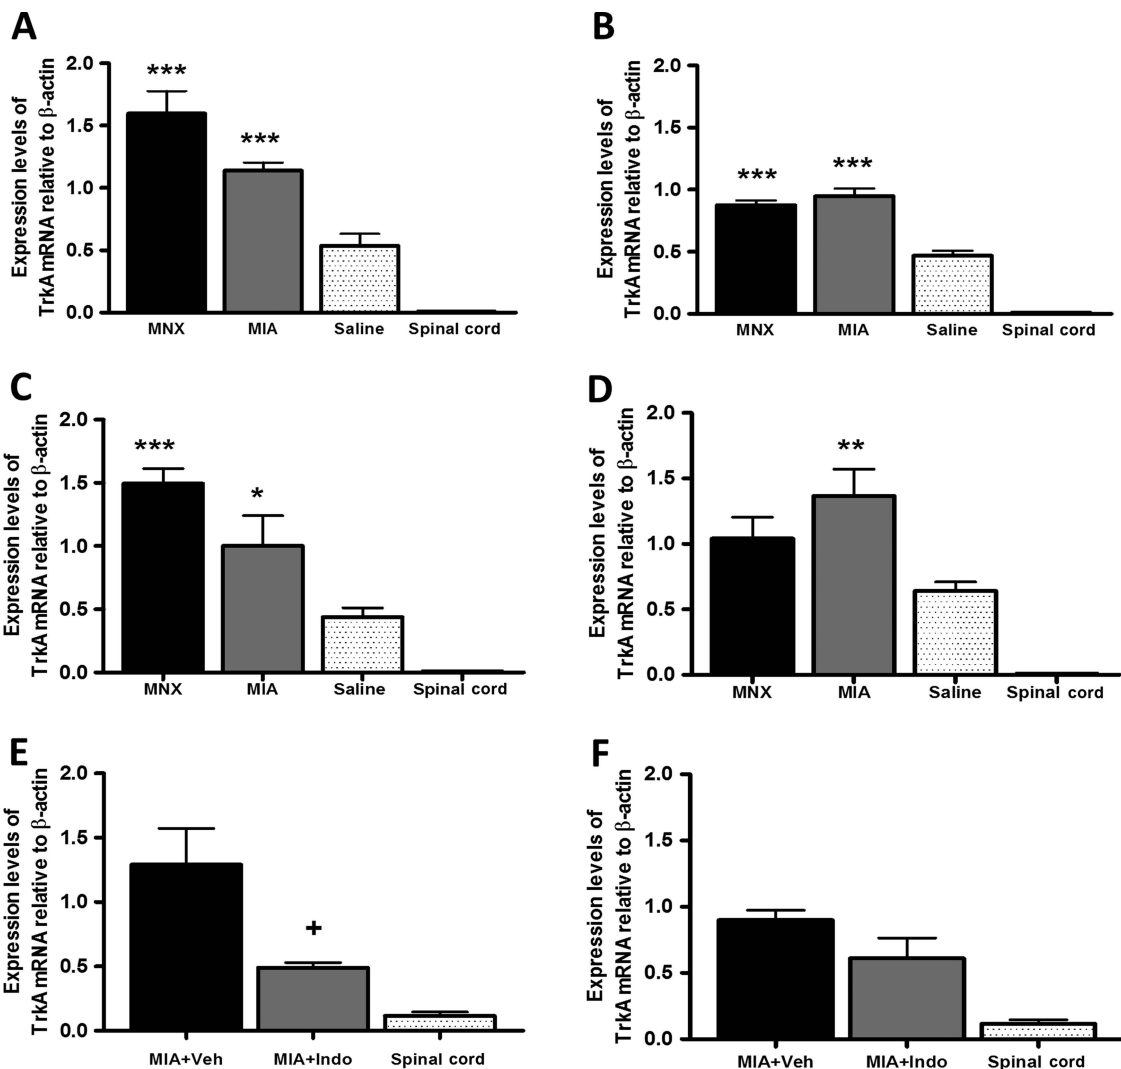 A
Expression levels of
TrkA mRNA relative to β-actin
2.0
1.5
1.0
0.5
0.0
***
***
MNX
MIA
Saline
Spinal cord
B
Expression levels of
TrkA mRNA relative to β-actin
2.0
1.5
1.0
0.5
0.0
***
***
MNX
MIA
Saline
Spinal cord
C
Expression levels of
TrkA mRNA relative to β-actin
2.0
1.5
1.0
0.5
0.0
***
*
MNX
MIA
Saline
Spinal cord
D
Expression levels of
TrkA mRNA relative to β-actin
2.0
1.5
1.0
0.5
0.0
**
MNX
MIA
Saline
Spinal cord
E
Expression levels of
TrkA mRNA relative to β-actin
2.0
1.5
1.0
0.5
0.0
+
MIA+Veh
MIA+Indo
Spinal cord
F
Expression levels of
TrkA mRNA relative to β-actin
2.0
1.5
1.0
0.5
0.0
MIA+Veh
MIA+Indo
Spinal cord